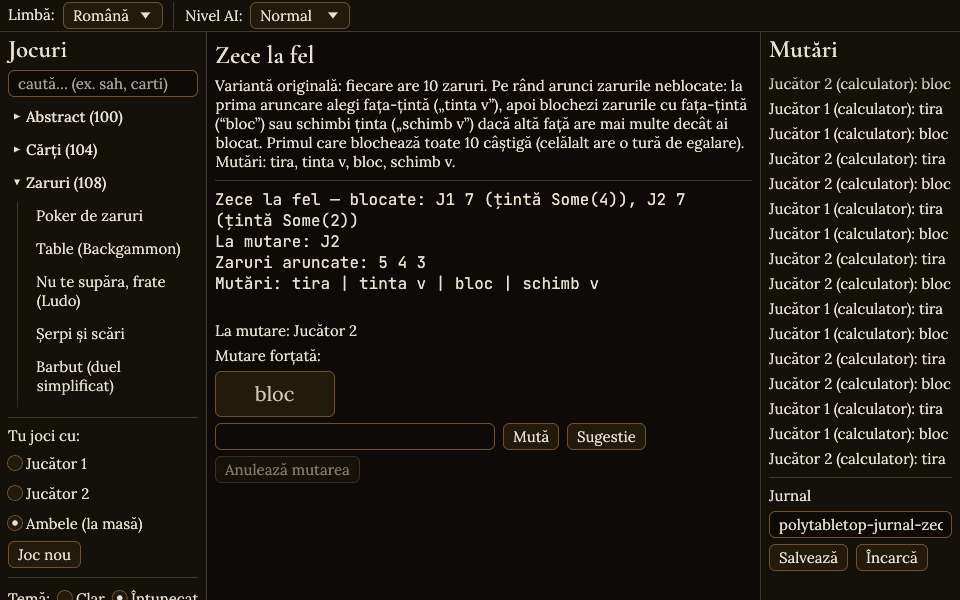 Limbă:
Română
Nivel AI:
Normal
Jocuri
caută... (ex. sah, carti)
Abstract (100)
Cărți (104)
Zaruri (108)
Poker de zaruri
Table (Backgammon)
Nu te supăra, frate
(Ludo)
Șerpi și scări
Barbut (duel
simplificat)
Tu joci cu:
Jucător 1
Jucător 2
Ambele (la masă)
Joc nou
Temă:
Clar
Întunecat
Zece la fel
Variantă originală: fiecare are 10 zaruri. Pe rând arunci zarurile neblocate: la
prima aruncare alegi fața-țintă („tinta v”), apoi blochezi zarurile cu fața-țintă
(“bloc”) sau schimbi ținta („schimb v”) dacă altă față are mai multe decât ai
blocat. Primul care blochează toate 10 câștigă (celălalt are o tură de egalare).
Mutări: tira, tinta v, bloc, schimb v.
Zece la fel — blocate: J1 7 (țintă Some(4)), J2 7
(țintă Some(2))
La mutare: J2
Zaruri aruncate: 5 4 3
Mutări: tira | tinta v | bloc | schimb v
La mutare: Jucător 2
Mutare forțată:
bloc
Mută
Sugestie
Anulează mutarea
Mutări
Jucător 2 (calculator): bloc
Jucător 1 (calculator): tira
Jucător 1 (calculator): bloc
Jucător 2 (calculator): tira
Jucător 2 (calculator): bloc
Jucător 1 (calculator): tira
Jucător 1 (calculator): bloc
Jucător 2 (calculator): tira
Jucător 2 (calculator): bloc
Jucător 1 (calculator): tira
Jucător 1 (calculator): bloc
Jucător 2 (calculator): tira
Jucător 2 (calculator): bloc
Jucător 1 (calculator): tira
Jucător 1 (calculator): bloc
Jucător 2 (calculator): tira
Jurnal
polytabletop-jurnal-zec
Salvează
Încarcă